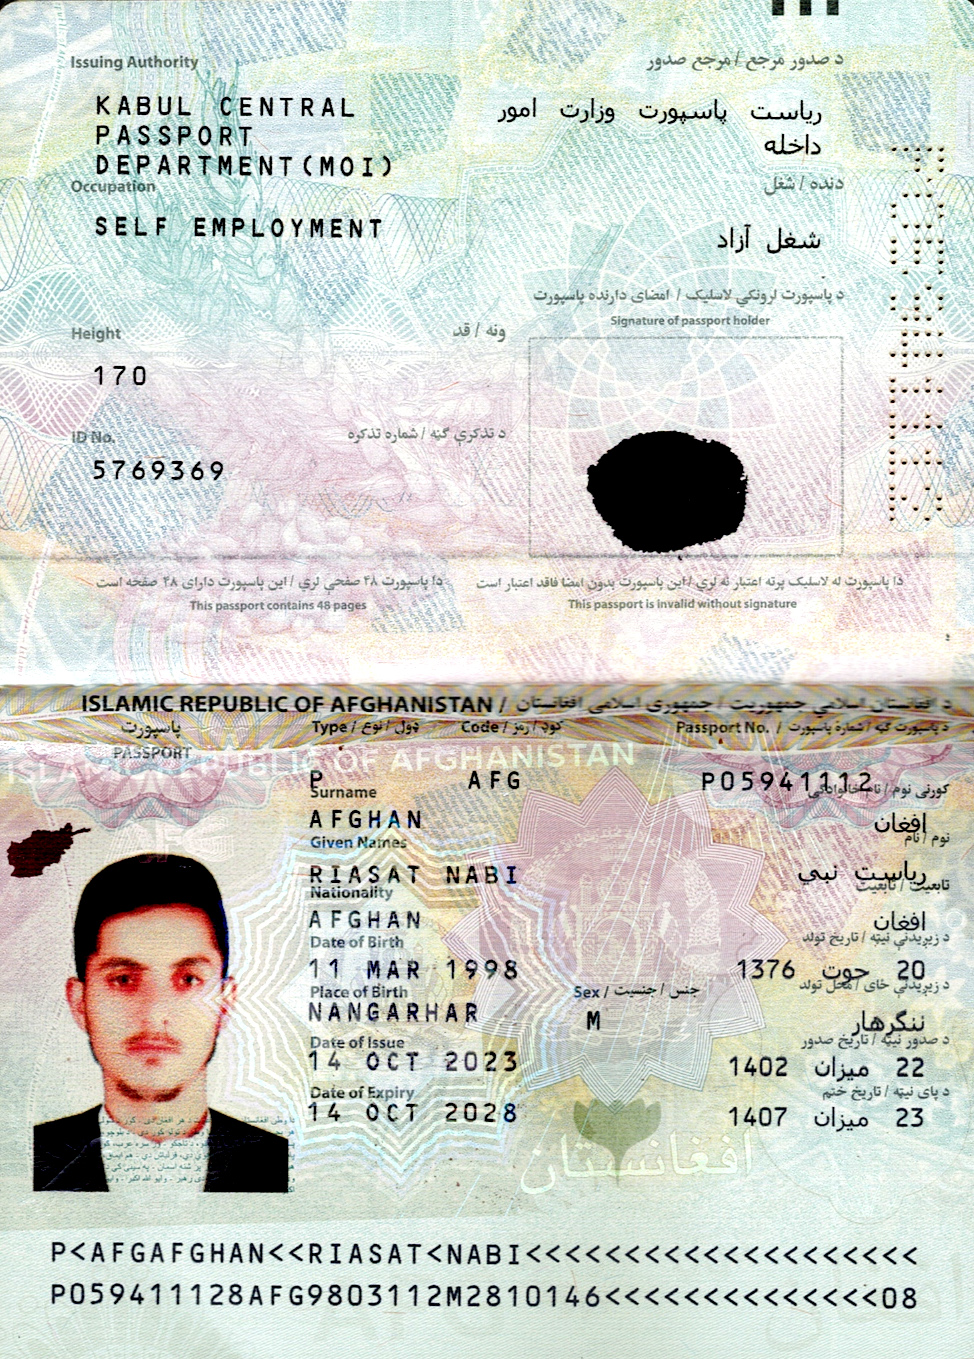 Issuing Authority د صدور مرجع / مرجع صدور
KABUL CENTRAL ریاست پاسپورت وزارت امور
PASSPORT داخله
DEPARTMENT(MOI)
Occupation دنده / شغل
SELF EMPLOYMENT شغل آزاد
د پاسپورت لرونکي لاسلیک / امضای دارنده پاسپورت
Signature of passport holder
Height ونه / قد
170
ID No. د تذکرې ګڼه / شماره تذکره
5769369
دا پاسپورت ۴۸ صفحې لري / این پاسپورت دارای ۴۸ صفحه است دا پاسپورت له لاسلیک پرته اعتبار نه لري / این پاسپورت بدون امضا فاقد اعتبار است
This passport contains 48 pages This passport is invalid without signature
ISLAMIC REPUBLIC OF AFGHANISTAN / د افغانستان اسلامي جمهوریت / جمهوری اسلامی افغانستان
پاسپورت Type / ډول / نوع Code / کوډ / رمز Passport No. / د پاسپورت ګڼه / شماره پاسپورت
PASSPORT
ISLAMIC REPUBLIC OF AFGHANISTAN
P AFG P05941112
Surname کورنی نوم / نام خانوادگی
AFGHAN افغان
Given Names نوم / نام
RIASAT NABI ریاست نبي
Nationality تابعیت / تابعیت
AFGHAN افغان
Date of Birth د زیږیدنې نېټه / تاریخ تولد
11 MAR 1998 20 حوت 1376
Place of Birth Sex / جنس / جنسیت د زیږیدنې ځای / محل تولد
NANGARHAR M ننګرهار
Date of Issue د صدور نېټه / تاریخ صدور
14 OCT 2023 22 میزان 1402
Date of Expiry د پای نېټه / تاریخ ختم
14 OCT 2028 23 میزان 1407
افغانستان
P<AFGAFGHAN<<RIASAT<NABI<<<<<<<<<<<<<<<<<<<<
P059411128AFG9803112M2810146<<<<<<<<<<<<<<08